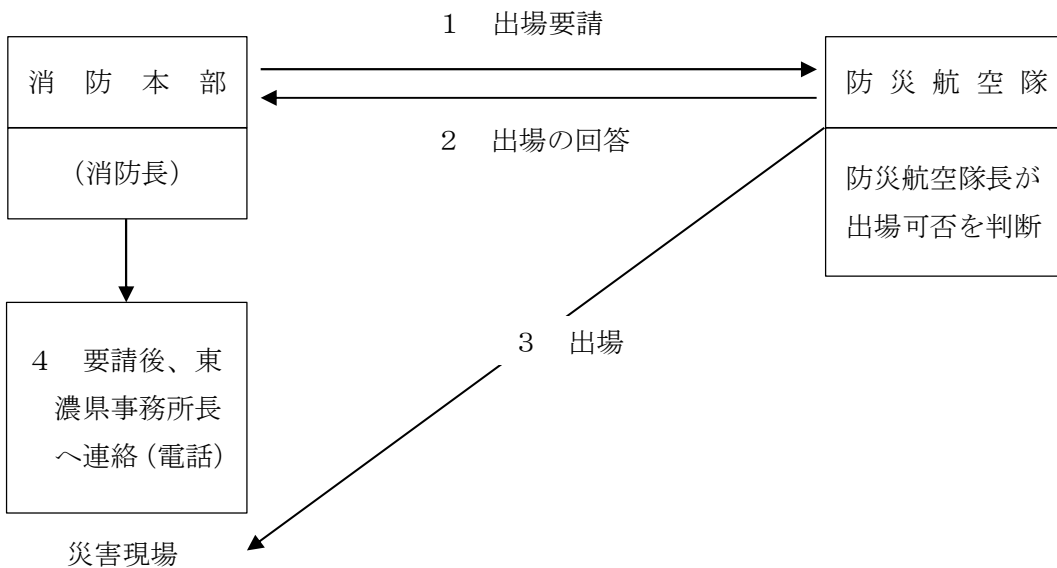 1 出場要請
消防本部
防災航空隊
2 出場の回答
(消防長)
防災航空隊長が
出場可否を判断
3 出場
4 要請後、東
濃県事務所長
へ連絡(電話)
災害現場